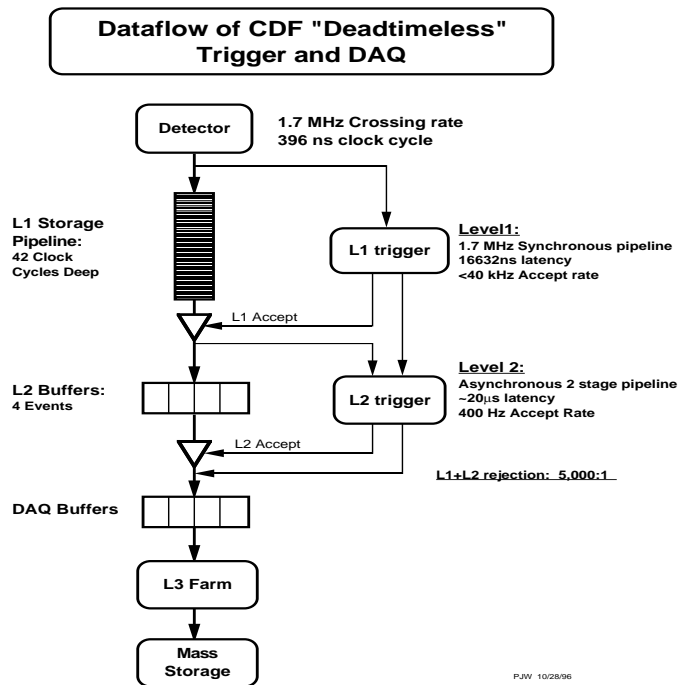 Dataflow of CDF "Deadtimeless"
Trigger and DAQ
Detector
1.7 MHz Crossing rate
396 ns clock cycle
L1 Storage
Pipeline:
42 Clock
Cycles Deep
L1 trigger
Level1:
1.7 MHz Synchronous pipeline
16632ns latency
<40 kHz Accept rate
L1 Accept
L2 Buffers:
4 Events
L2 trigger
Level 2:
Asynchronous 2 stage pipeline
~20µs latency
400 Hz Accept Rate
L2 Accept
L1+L2 rejection: 5,000:1
DAQ Buffers
L3 Farm
Mass
Storage
PJW 10/28/96